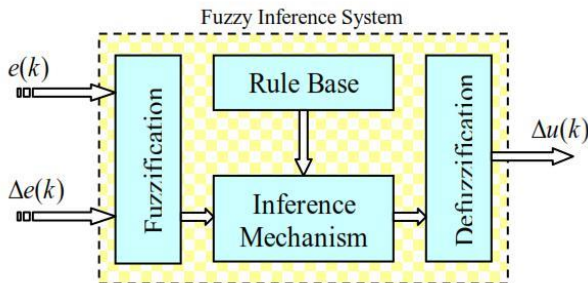 Fuzzy Inference System
e(k)
Δe(k)
Fuzzification
Rule Base
Inference
Mechanism
Defuzzification
Δu(k)